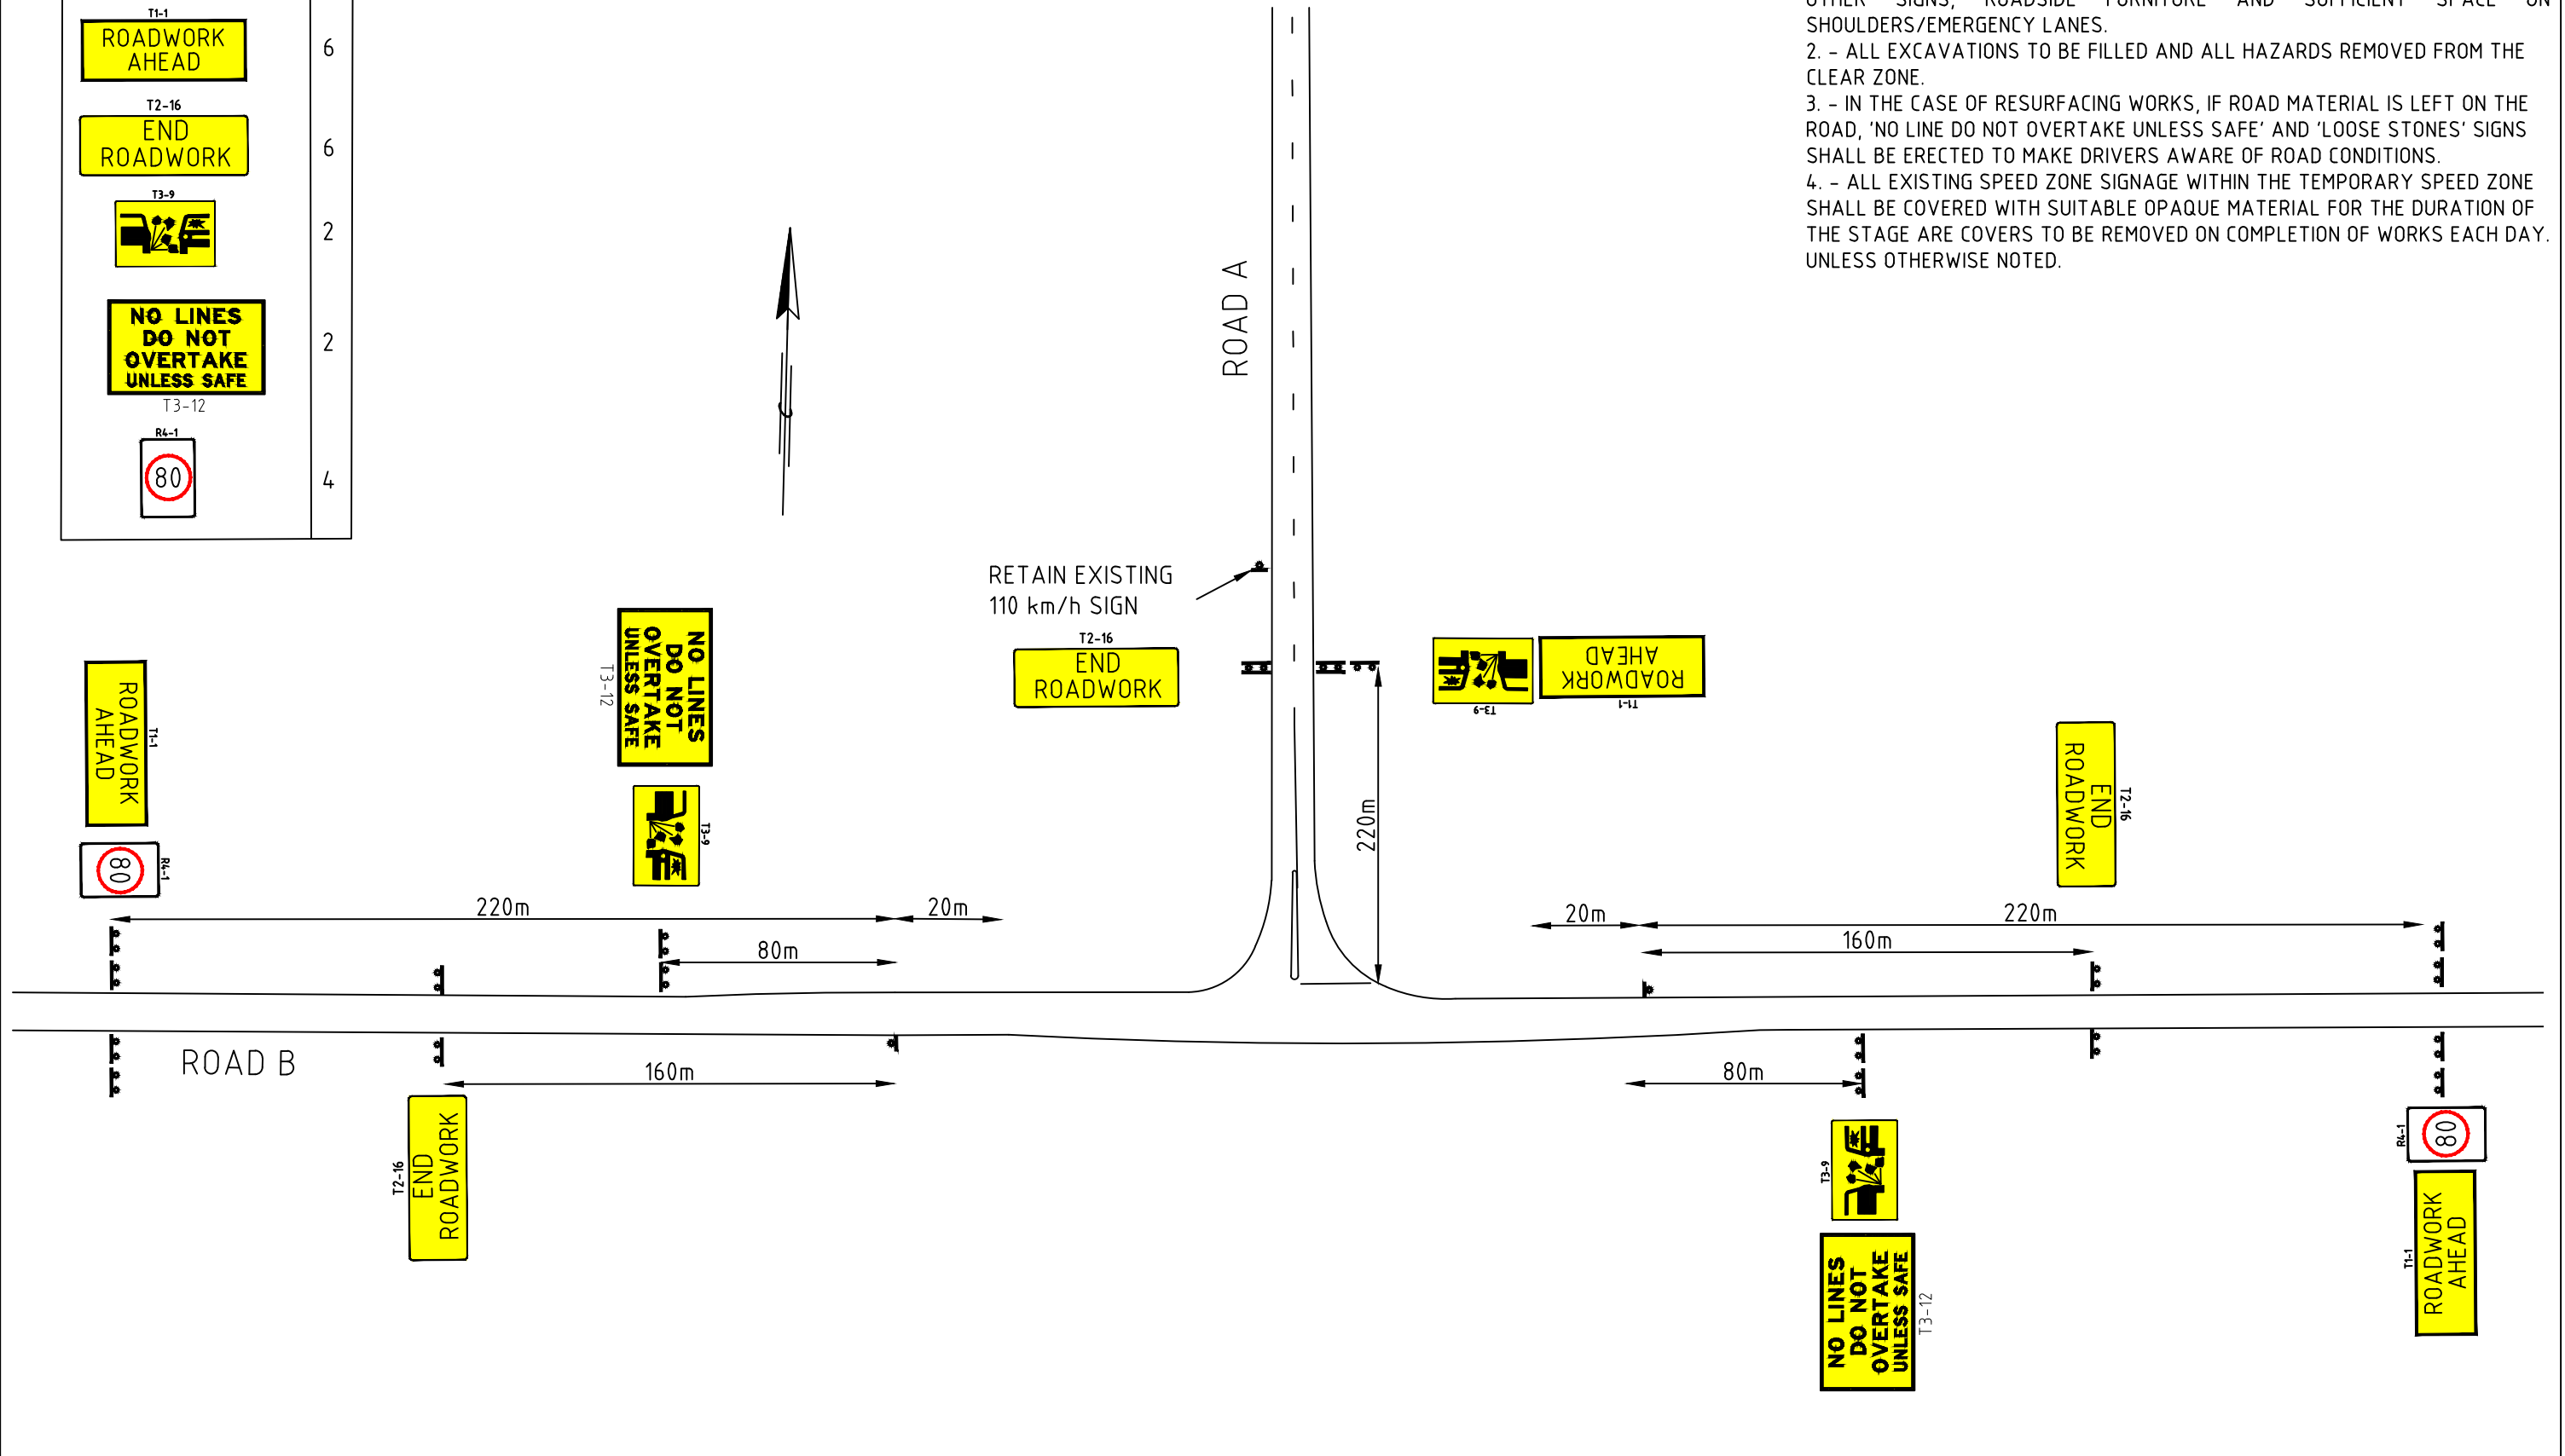 T1-1
ROADWORK
AHEAD
6
T2-16
END
ROADWORK
6
T3-9
2
NO LINES
DO NOT
OVERTAKE
UNLESS SAFE
T3-12
2
R4-1
80
4
OTHER SIGNS, ROADSIDE FURNITURE AND SUFFICIENT SPACE ON
SHOULDERS/EMERGENCY LANES.
2. - ALL EXCAVATIONS TO BE FILLED AND ALL HAZARDS REMOVED FROM THE
CLEAR ZONE.
3. - IN THE CASE OF RESURFACING WORKS, IF ROAD MATERIAL IS LEFT ON THE
ROAD, 'NO LINE DO NOT OVERTAKE UNLESS SAFE' AND 'LOOSE STONES' SIGNS
SHALL BE ERECTED TO MAKE DRIVERS AWARE OF ROAD CONDITIONS.
4. - ALL EXISTING SPEED ZONE SIGNAGE WITHIN THE TEMPORARY SPEED ZONE
SHALL BE COVERED WITH SUITABLE OPAQUE MATERIAL FOR THE DURATION OF
THE STAGE ARE COVERS TO BE REMOVED ON COMPLETION OF WORKS EACH DAY.
UNLESS OTHERWISE NOTED.
ROAD A
RETAIN EXISTING
110 km/h SIGN
T2-16
END
ROADWORK
T3-9
ROADWORK
AHEAD
T1-1
220m
NO LINES
DO NOT
OVERTAKE
UNLESS SAFE
T3-12
T3-9
T1-1
ROADWORK
AHEAD
R4-1
80
T2-16
END
ROADWORK
220m
20m
80m
20m
220m
160m
ROAD B
160m
80m
T2-16
END
ROADWORK
T3-9
NO LINES
DO NOT
OVERTAKE
UNLESS SAFE
T3-12
R4-1
80
T1-1
ROADWORK
AHEAD